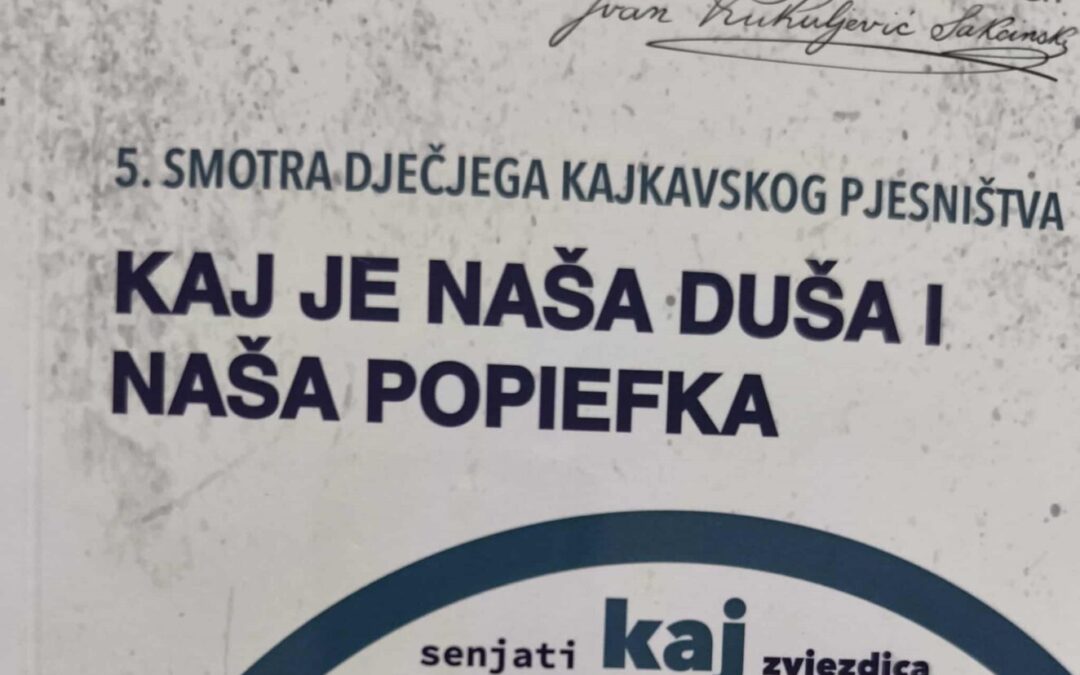 Ivan Kukuljević Sakcinski
5. SMOTRA DJEČJEGA KAJKAVSKOG PJESNIŠTVA
KAJ JE NAŠA DUŠA I
NAŠA POPIEFKA
senjati kaj zviezdica